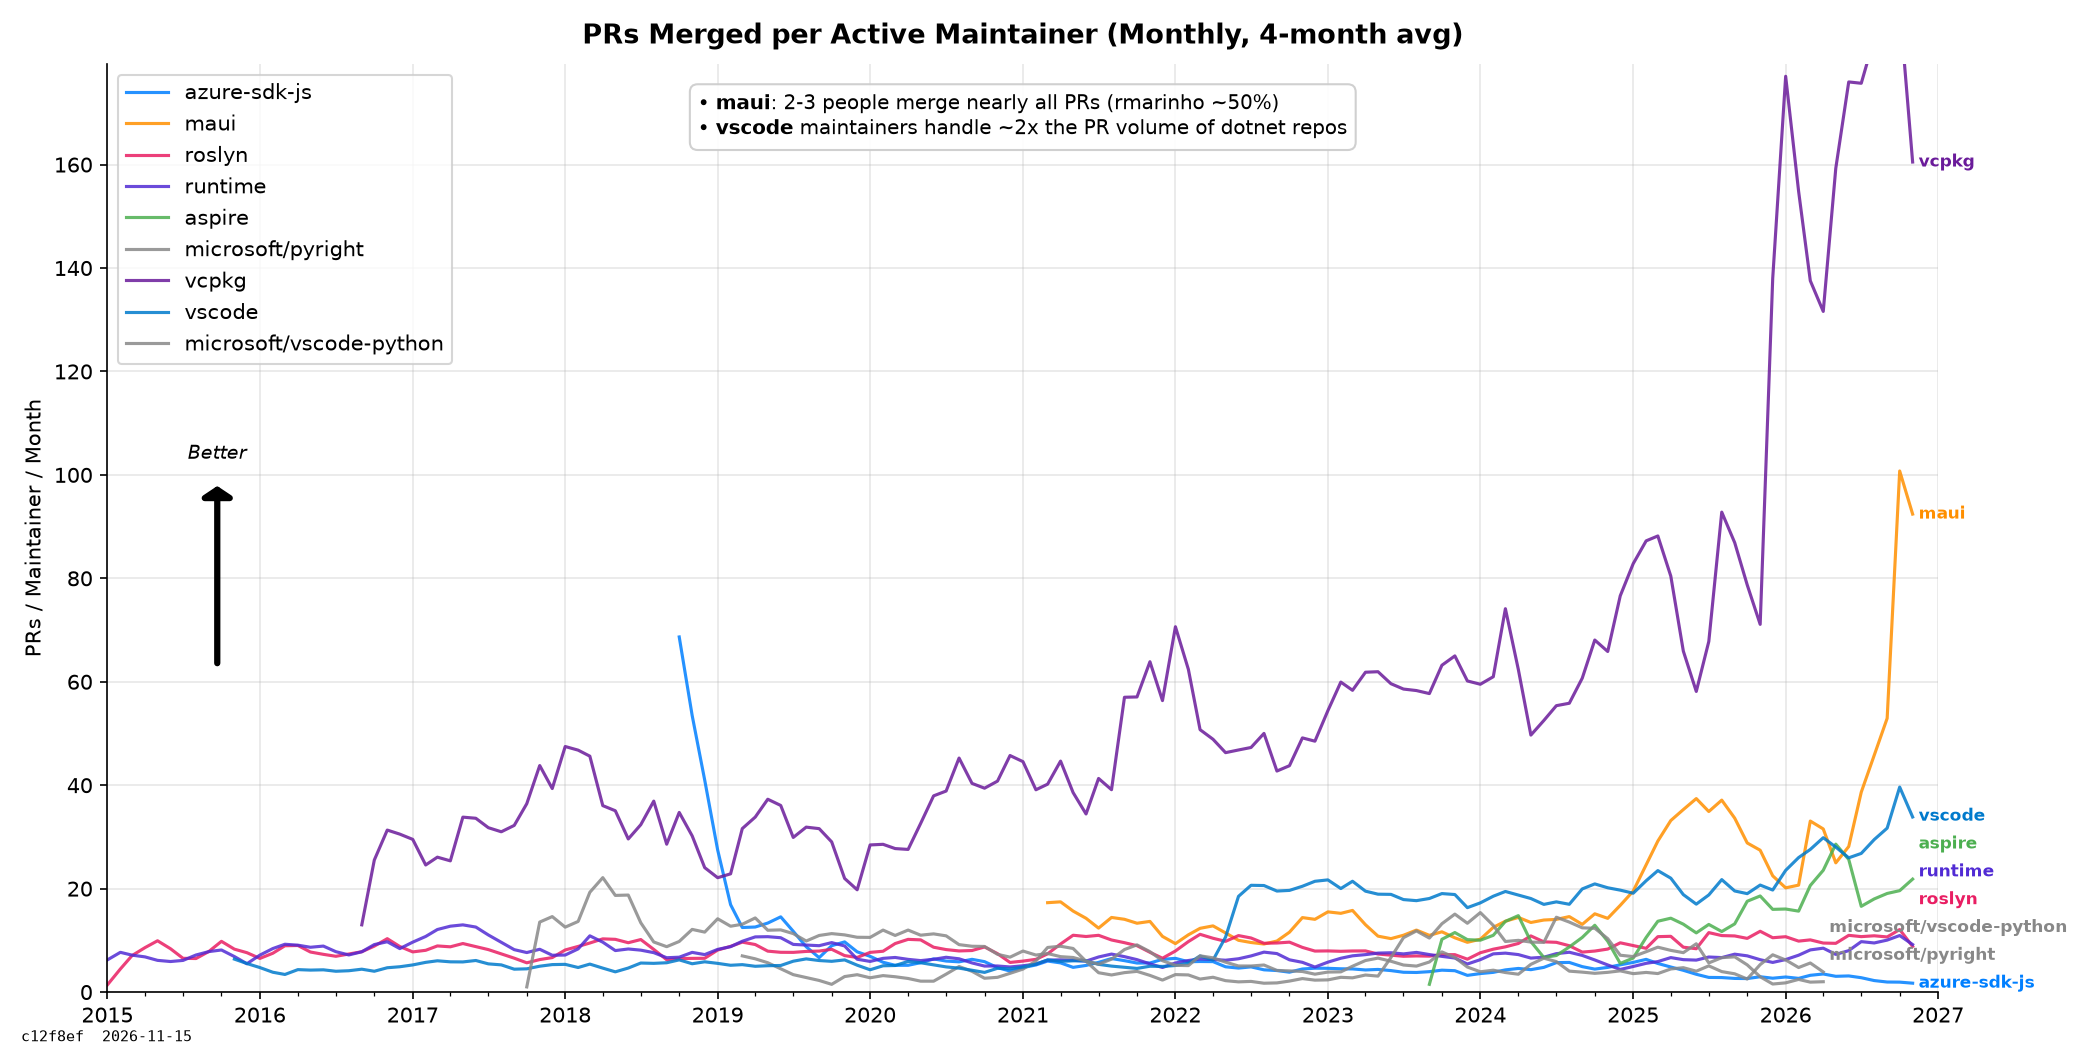 PRs Merged per Active Maintainer (Monthly, 4-month avg)
azure-sdk-js
maui
roslyn
runtime
aspire
microsoft/pyright
vcpkg
vscode
microsoft/vscode-python
• maui: 2-3 people merge nearly all PRs (rmarinho ~50%)
• vscode maintainers handle ~2x the PR volume of dotnet repos
Better
PRs / Maintainer / Month
160
140
120
100
80
60
40
20
0
vcpkg
maui
vscode
aspire
runtime
roslyn
microsoft/vscode-python
microsoft/pyright
azure-sdk-js
2015 2016 2017 2018 2019 2020 2021 2022 2023 2024 2025 2026 2027
c12f8ef 2026-11-15